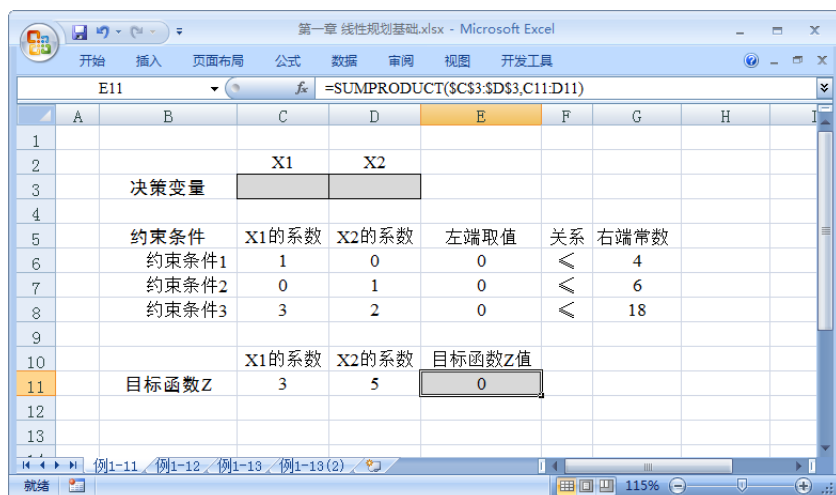 第一章 线性规划基础.xlsx - Microsoft Excel
开始 插入 页面布局 公式 数据 审阅 视图 开发工具
E11 fx =SUMPRODUCT($C$3:$D$3,C11:D11)
A B C D E F G H I
1
2 X1 X2
3 决策变量
4
5 约束条件 X1的系数 X2的系数 左端取值 关系 右端常数
6 约束条件1 1 0 0 ≤ 4
7 约束条件2 0 1 0 ≤ 6
8 约束条件3 3 2 0 ≤ 18
9
10 X1的系数 X2的系数 目标函数Z值
11 目标函数Z 3 5 0
12
13
例1-11 例1-12 例1-13 例1-13(2)
就绪 115%